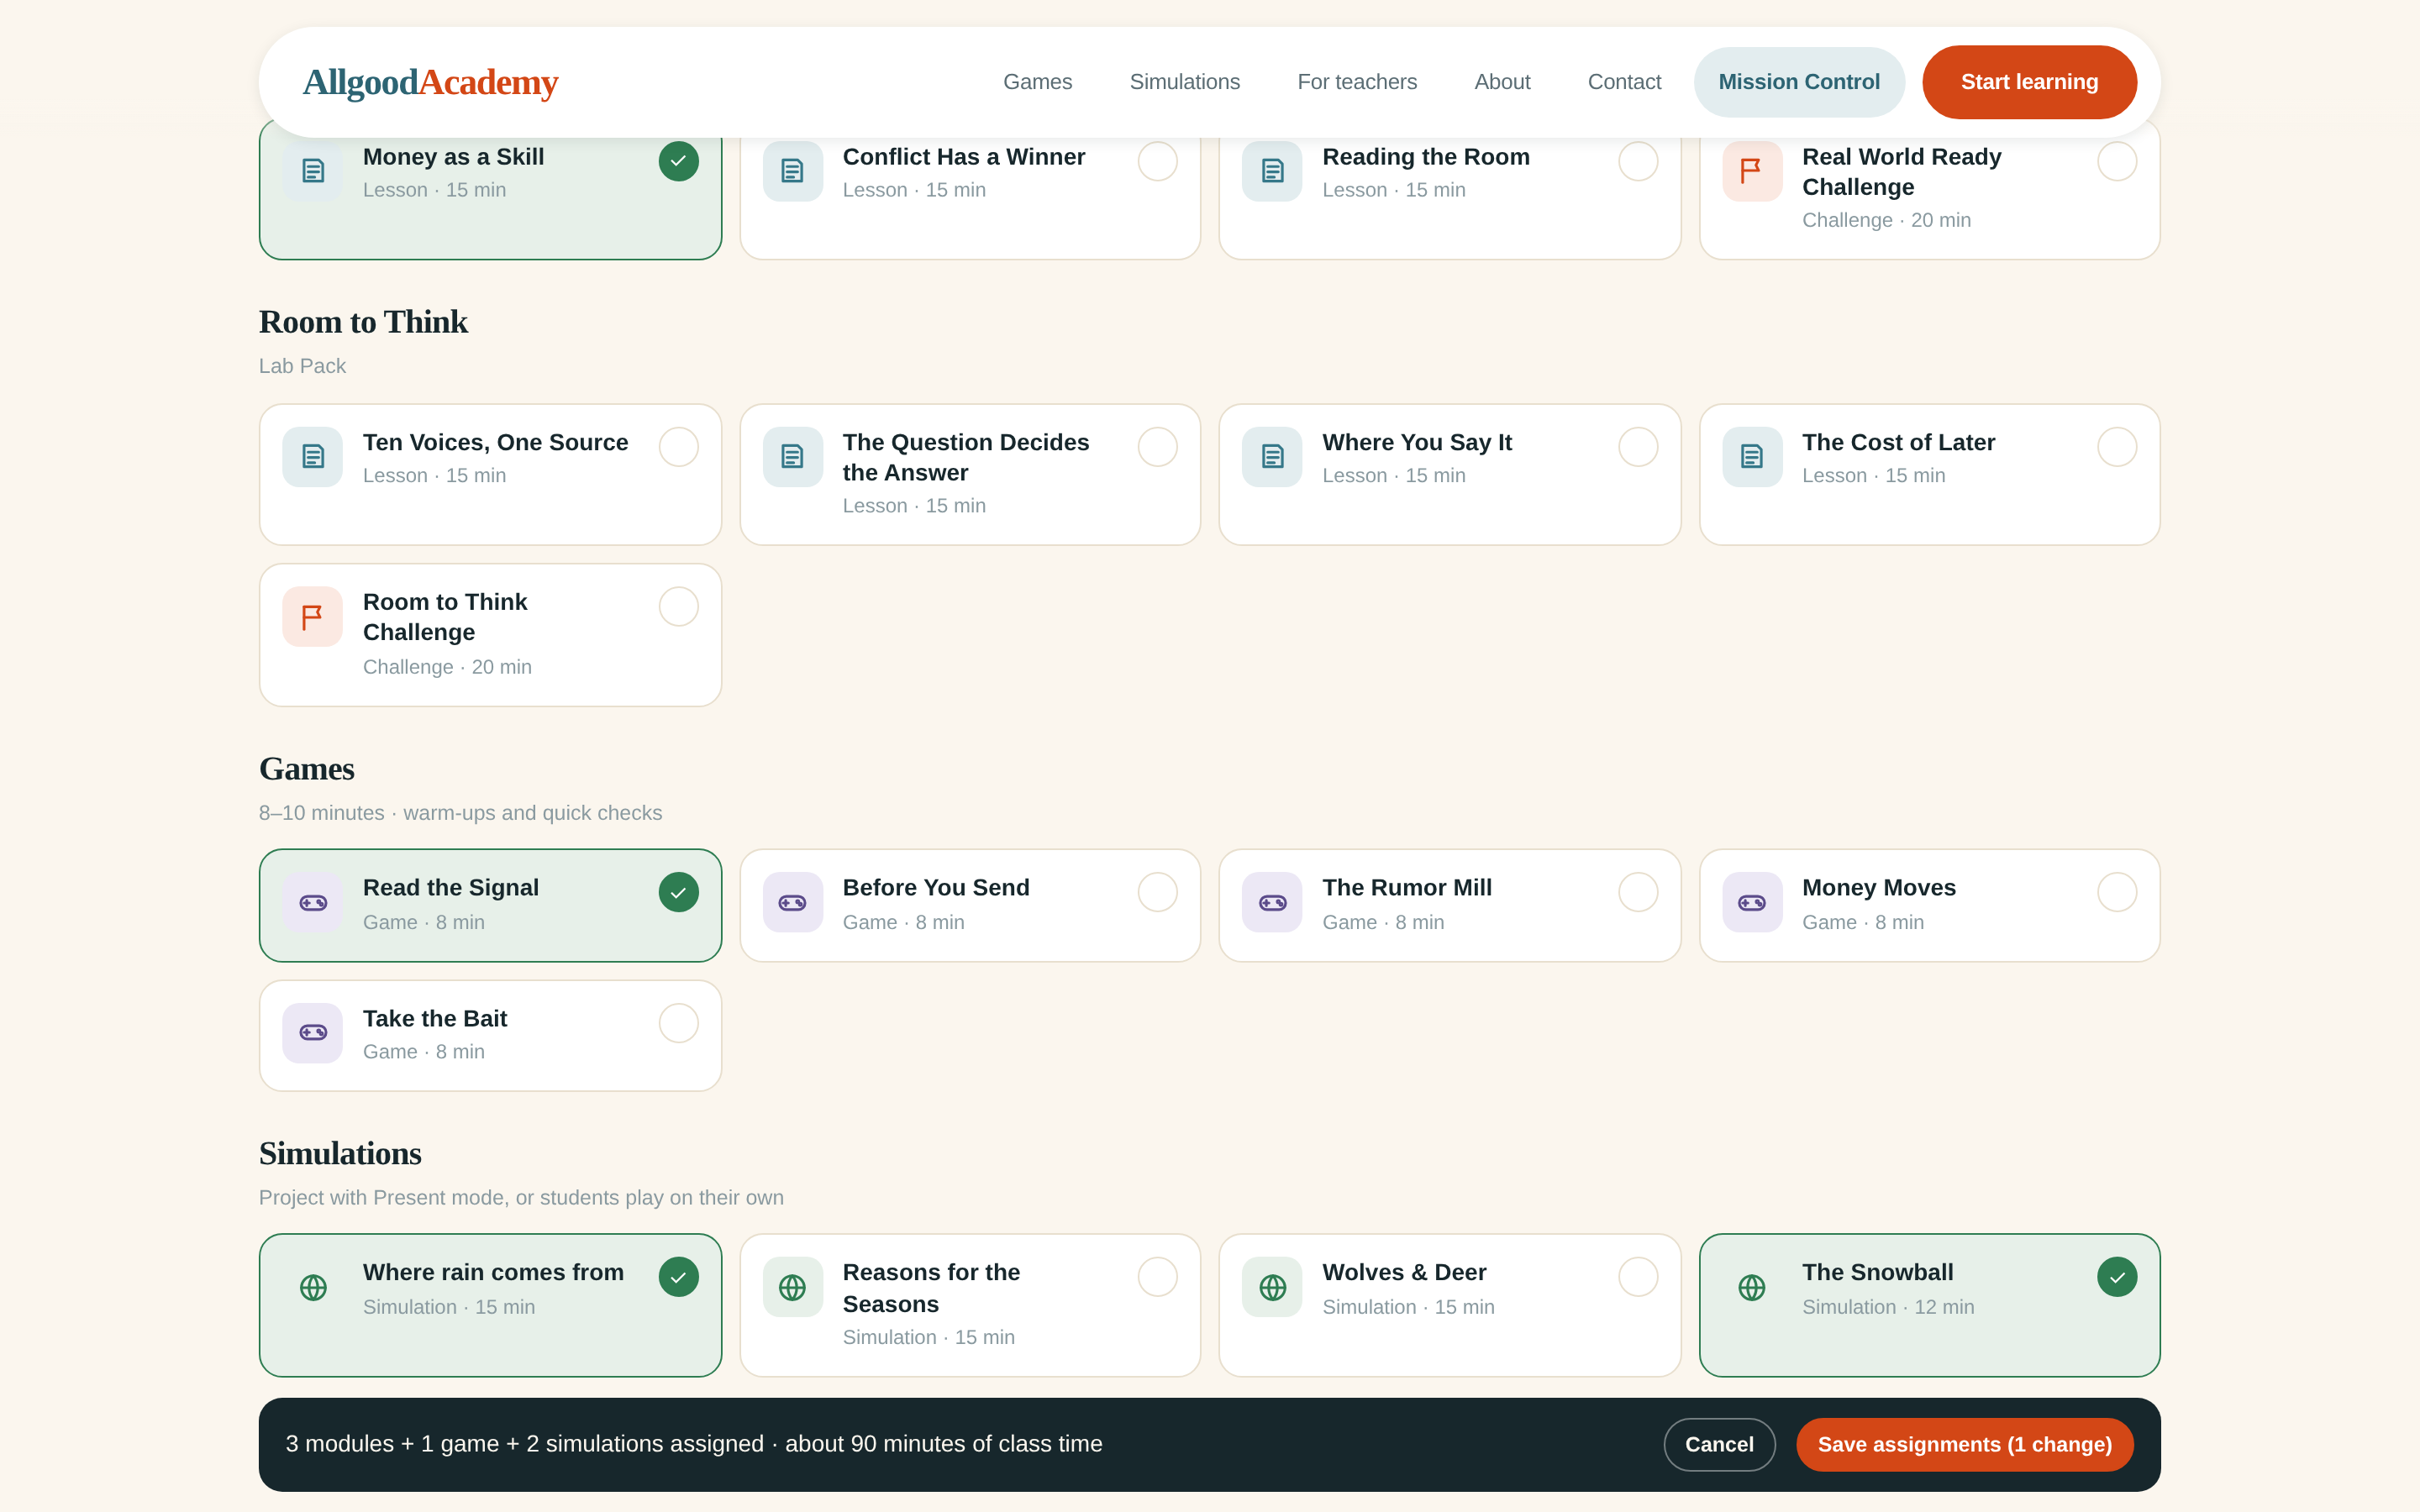 AllgoodAcademy
Games
Simulations
For teachers
About
Contact
Mission Control
Start learning
Money as a Skill
Lesson · 15 min
Conflict Has a Winner
Lesson · 15 min
Reading the Room
Lesson · 15 min
Real World Ready
Challenge
Challenge · 20 min
Room to Think
Lab Pack
Ten Voices, One Source
Lesson · 15 min
The Question Decides
the Answer
Lesson · 15 min
Where You Say It
Lesson · 15 min
The Cost of Later
Lesson · 15 min
Room to Think
Challenge
Challenge · 20 min
Games
8–10 minutes · warm-ups and quick checks
Read the Signal
Game · 8 min
Before You Send
Game · 8 min
The Rumor Mill
Game · 8 min
Money Moves
Game · 8 min
Take the Bait
Game · 8 min
Simulations
Project with Present mode, or students play on their own
Where rain comes from
Simulation · 15 min
Reasons for the
Seasons
Simulation · 15 min
Wolves & Deer
Simulation · 15 min
The Snowball
Simulation · 12 min
3 modules + 1 game + 2 simulations assigned · about 90 minutes of class time
Cancel
Save assignments (1 change)